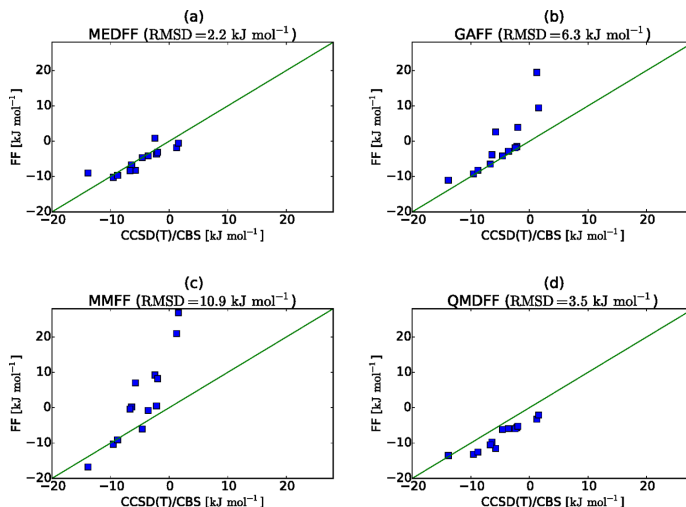 (a)
MEDFF (RMSD=2.2 kJ mol⁻¹)
FF [kJ mol⁻¹]
20
10
0
−10
−20
−20 −10 0 10 20
CCSD(T)/CBS [kJ mol⁻¹]
(b)
GAFF (RMSD=6.3 kJ mol⁻¹)
FF [kJ mol⁻¹]
20
10
0
−10
−20
−20 −10 0 10 20
CCSD(T)/CBS [kJ mol⁻¹]
(c)
MMFF (RMSD=10.9 kJ mol⁻¹)
FF [kJ mol⁻¹]
20
10
0
−10
−20
−20 −10 0 10 20
CCSD(T)/CBS [kJ mol⁻¹]
(d)
QMDFF (RMSD=3.5 kJ mol⁻¹)
FF [kJ mol⁻¹]
20
10
0
−10
−20
−20 −10 0 10 20
CCSD(T)/CBS [kJ mol⁻¹]